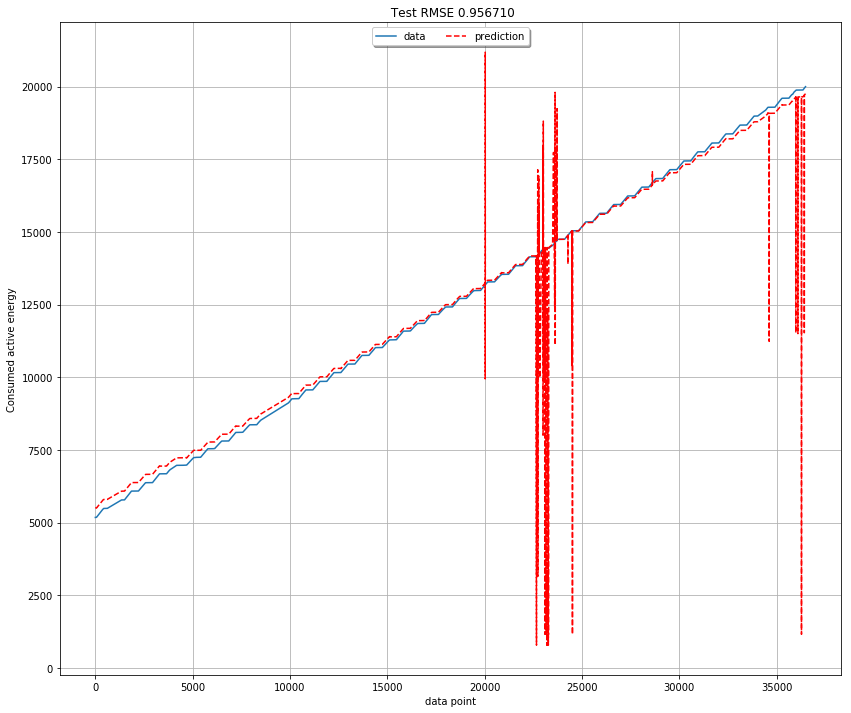 Test RMSE 0.956710
data prediction
Consumed active energy
20000
17500
15000
12500
10000
7500
5000
2500
0
0 5000 10000 15000 20000 25000 30000 35000
data point